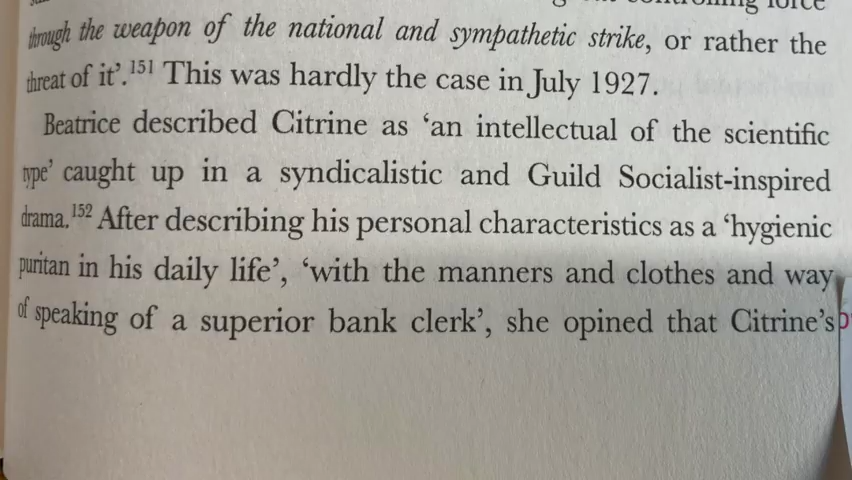 controlling force
through the weapon of the national and sympathetic strike, or rather the
threat of it’.151 This was hardly the case in July 1927.
Beatrice described Citrine as ‘an intellectual of the scientific
type’ caught up in a syndicalistic and Guild Socialist-inspired
drama.152 After describing his personal characteristics as a ‘hygienic
puritan in his daily life’, ‘with the manners and clothes and way
of speaking of a superior bank clerk’, she opined that Citrine’s